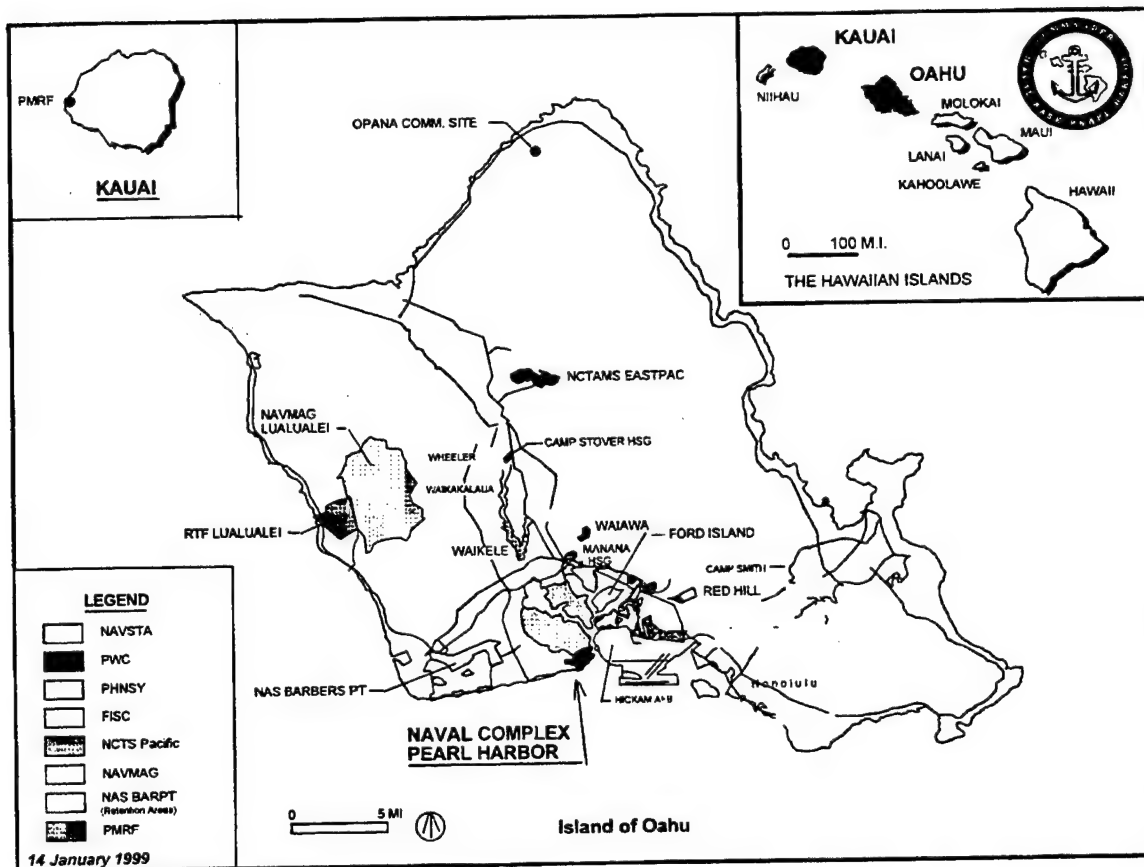 PMRF
KAUAI
KAUAI
OAHU
NIIHAU
MOLOKAI
MAUI
LANAI
KAHOOLAWE
HAWAII
0 100 M.I.
THE HAWAIIAN ISLANDS
COMMANDER
OPANA COMM. SITE
NCTAMS EASTPAC
NAVMAG
LUALUALEI
CAMP STOVER HSG
WHEELER
WAIKAKALAUA
RTF LUALUALEI
WAIKELE
WAIAWA
MANANA
HSG
FORD ISLAND
CAMP SMITH
RED HILL
NAS BARBERS PT
HICKAM AFB
Honolulu
NAVAL COMPLEX
PEARL HARBOR
LEGEND
NAVSTA
PWC
PHNSY
FISC
NCTS Pacific
NAVMAG
NAS BARPT
(Retention Areas)
PMRF
14 January 1999
0 5 MI
Island of Oahu